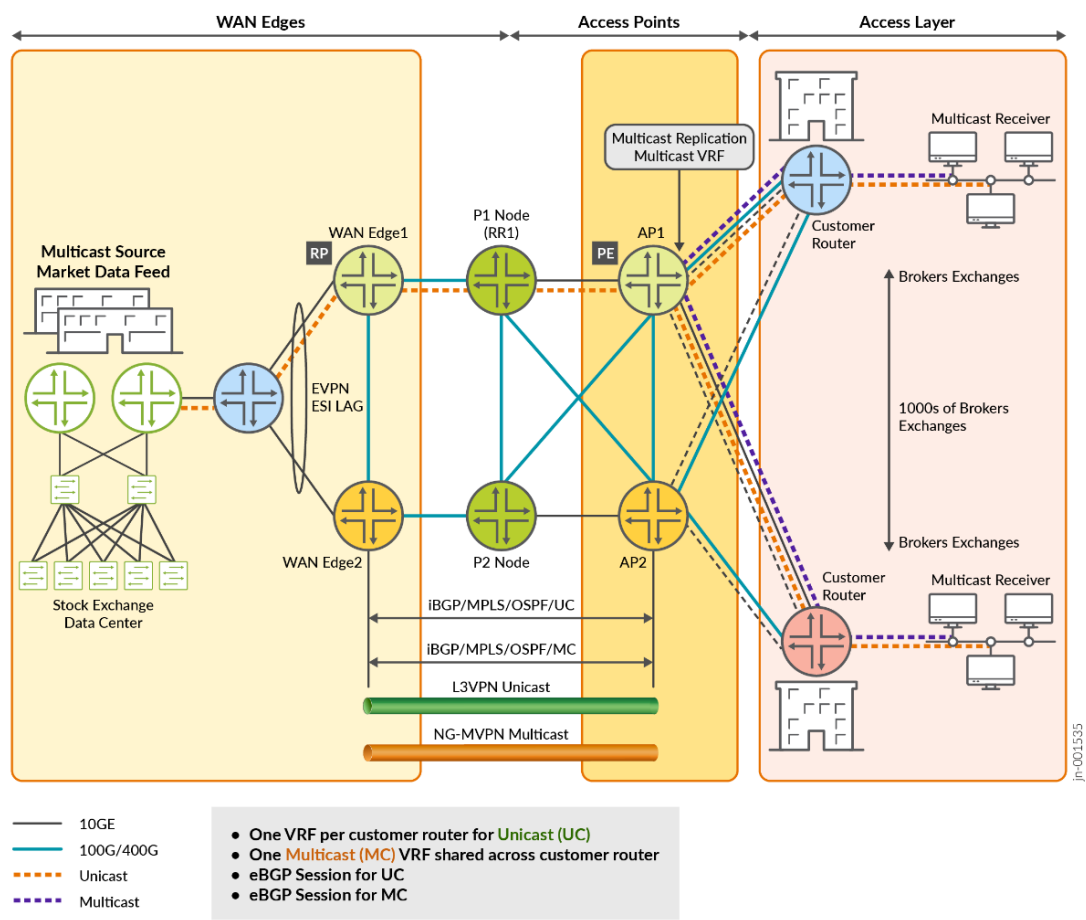 WAN Edges
Access Points
Access Layer
Multicast Replication
Multicast VRF
Multicast Receiver
P1 Node
(RR1)
WAN Edge1
AP1
Customer
Router
RP
PE
Multicast Source
Market Data Feed
Brokers Exchanges
EVPN
ESI LAG
1000s of Brokers
Exchanges
WAN Edge2
P2 Node
AP2
Brokers Exchanges
Customer
Router
Multicast Receiver
Stock Exchange
Data Center
iBGP/MPLS/OSPF/UC
iBGP/MPLS/OSPF/MC
L3VPN Unicast
NG-MVPN Multicast
jn-001535
10GE
100G/400G
Unicast
Multicast
• One VRF per customer router for Unicast (UC)
• One Multicast (MC) VRF shared across customer router
• eBGP Session for UC
• eBGP Session for MC